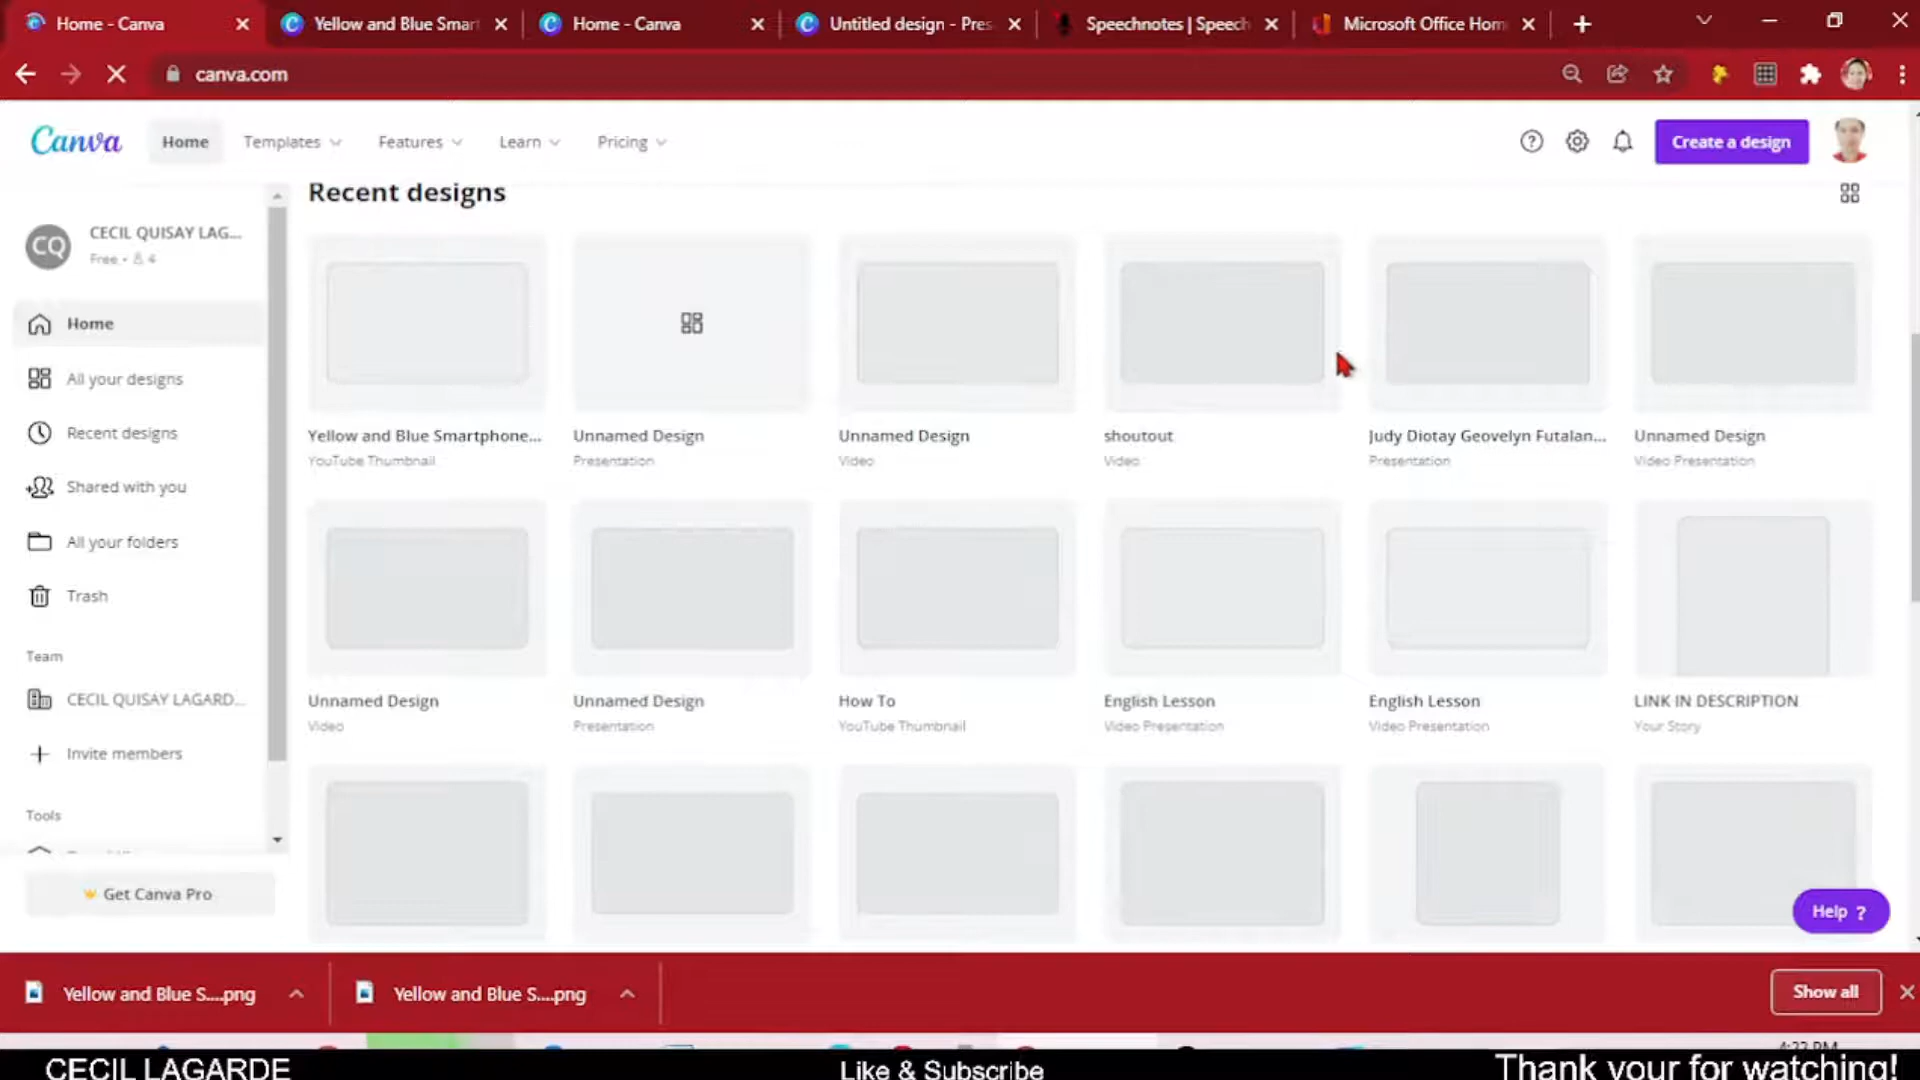 Home - Canva
Yellow and Blue Smar
Home - Canva
Untitled design - Pres
Speechnotes | Speech
Microsoft Office Hom
canva.com
Canva
Home
Templates
Features
Learn
Pricing
Create a design
Recent designs
CECIL QUISAY LAG...
Free • 4
CQ
Home
All your designs
Recent designs
Shared with you
All your folders
Trash
Team
CECIL QUISAY LAGARD...
Invite members
Tools
Get Canva Pro
Yellow and Blue Smartphone...
YouTube Thumbnail
Unnamed Design
Presentation
Unnamed Design
Video
shoutout
Video
Judy Diotay Geovelyn Futalan...
Presentation
Unnamed Design
Video Presentation
Unnamed Design
Video
Unnamed Design
Presentation
How To
YouTube Thumbnail
English Lesson
Video Presentation
English Lesson
Video Presentation
LINK IN DESCRIPTION
Your Story
Help ?
Yellow and Blue S....png
Yellow and Blue S....png
Show all
CECIL LAGARDE
Like & Subscribe
Thank your for watching!